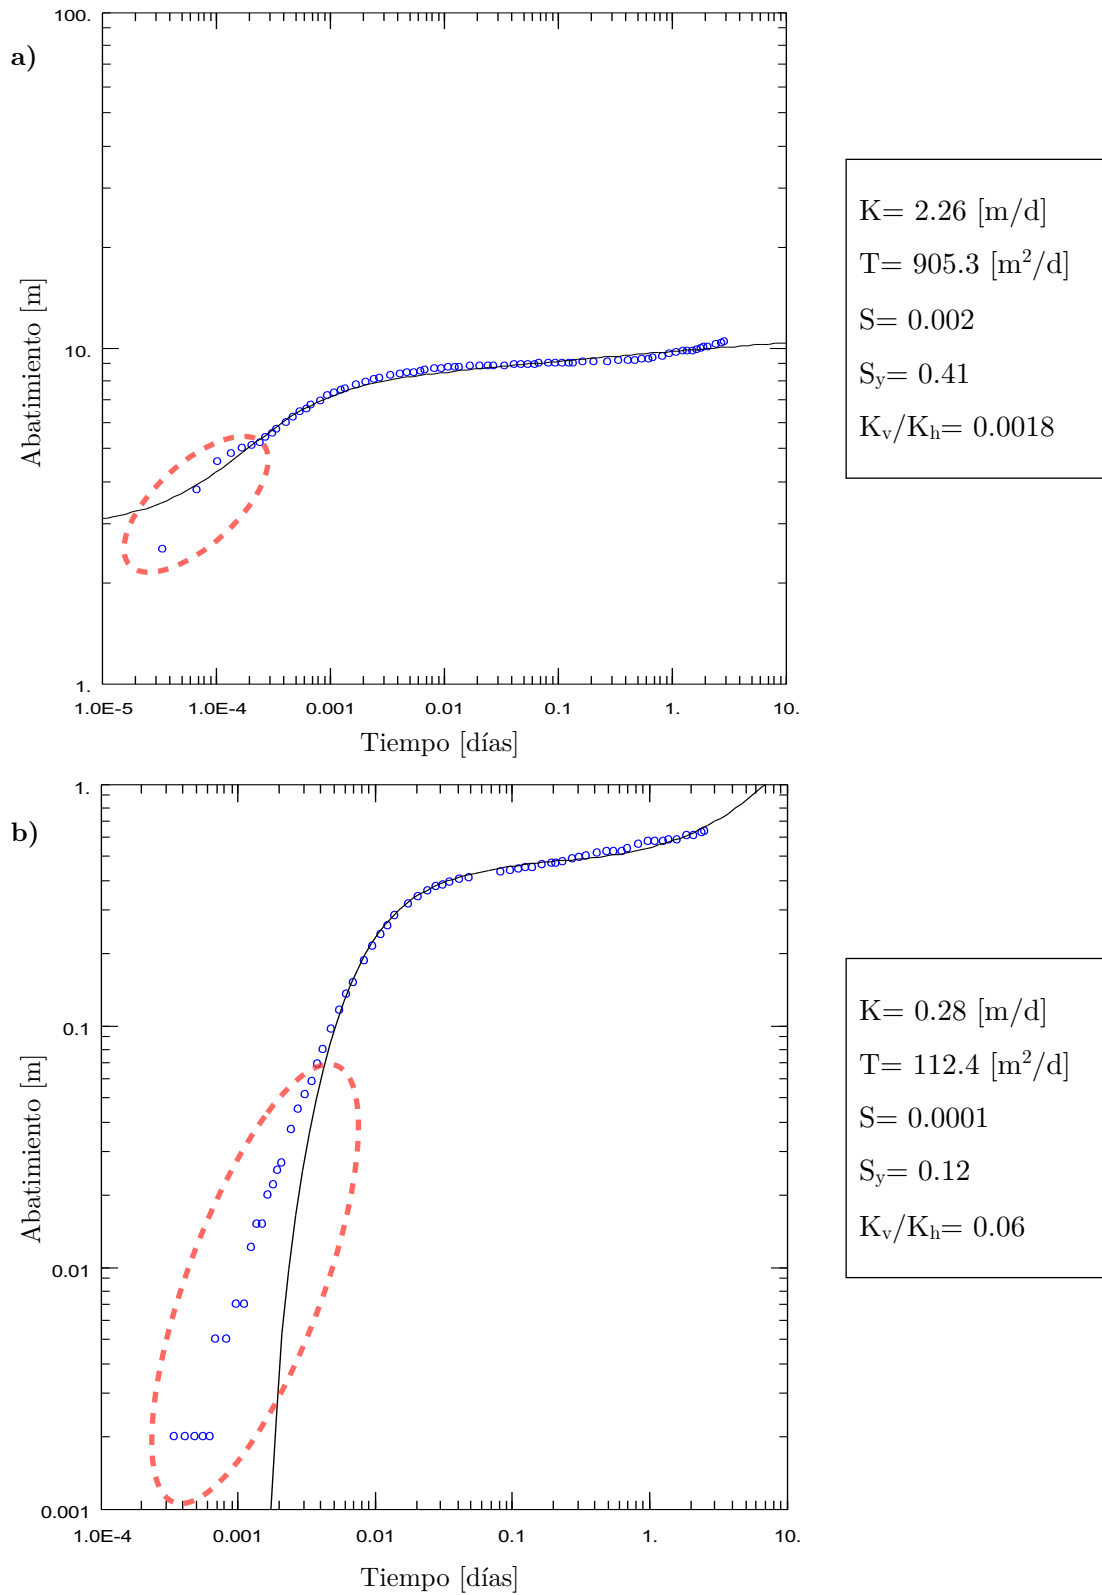 a)
100.
10.
1.
Abatimiento [m]
1.0E-5 1.0E-4 0.001 0.01 0.1 1. 10.
Tiempo [días]
K= 2.26 [m/d]
T= 905.3 [m²/d]
S= 0.002
Sy= 0.41
Kv/Kh= 0.0018
b)
1.
0.1
0.01
0.001
Abatimiento [m]
1.0E-4 0.001 0.01 0.1 1. 10.
Tiempo [días]
K= 0.28 [m/d]
T= 112.4 [m²/d]
S= 0.0001
Sy= 0.12
Kv/Kh= 0.06